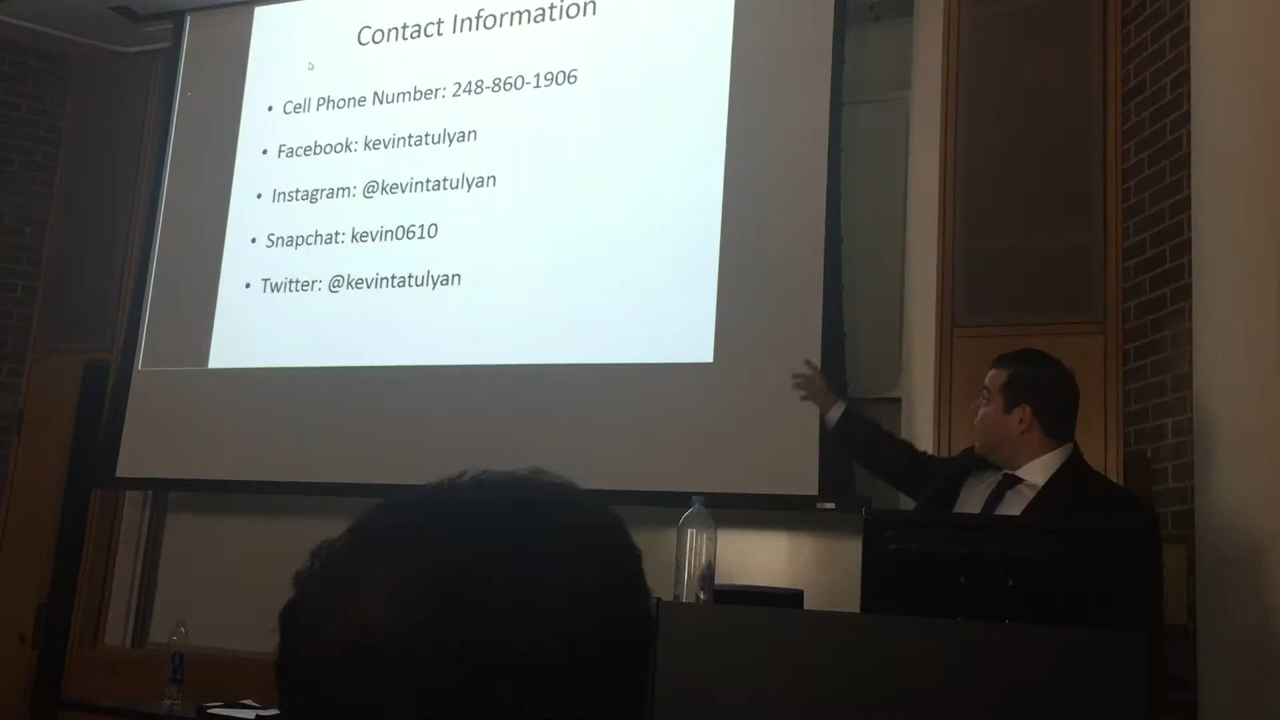 Contact Information
• Cell Phone Number: 248-860-1906
• Facebook: kevintatulyan
• Instagram: @kevintatulyan
• Snapchat: kevin0610
• Twitter: @kevintatulyan